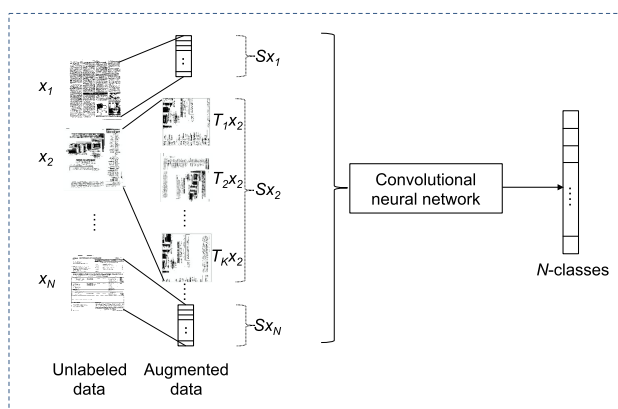 x1
Sx1
x2
T1x2
T2x2
Sx2
TKx2
xN
SxN
Convolutional
neural network
N-classes
Unlabeled
data
Augmented
data